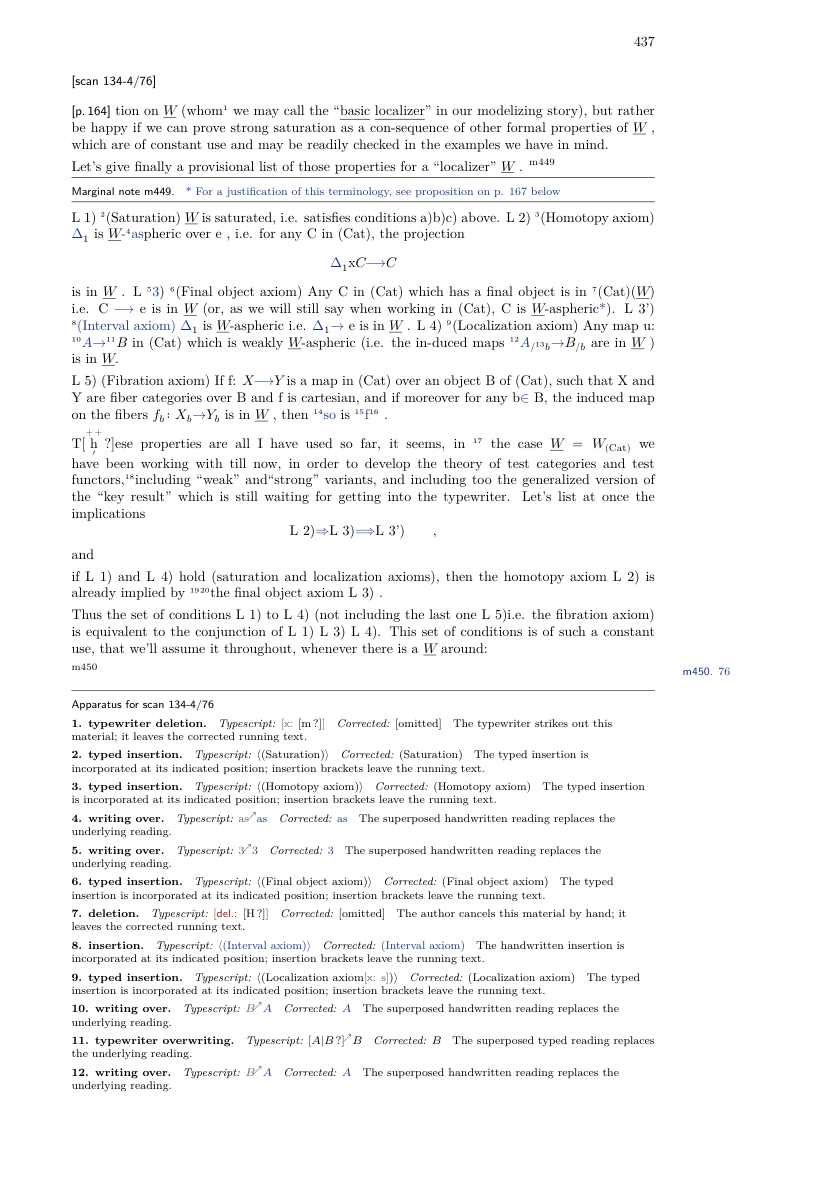 437
[scan 134-4/76]
[p. 164] tion on W (whom¹ we may call the “basic localizer” in our modelizing story), but rather
be happy if we can prove strong saturation as a con-sequence of other formal properties of W ,
which are of constant use and may be readily checked in the examples we have in mind.
Let’s give finally a provisional list of those properties for a “localizer” W . m449
Marginal note m449. * For a justification of this terminology, see proposition on p. 167 below
L 1) ²(Saturation) W is saturated, i.e. satisfies conditions a)b)c) above. L 2) ³(Homotopy axiom)
Δ₁ is W-⁴aspheric over e , i.e. for any C in (Cat), the projection
Δ₁xC⟶C
is in W . L ⁵3) ⁶(Final object axiom) Any C in (Cat) which has a final object is in ⁷(Cat)(W)
i.e. C ⟶ e is in W (or, as we will still say when working in (Cat), C is W-aspheric*). L 3’)
⁸(Interval axiom) Δ₁ is W-aspheric i.e. Δ₁→ e is in W . L 4) ⁹(Localization axiom) Any map u:
¹⁰A→¹¹B in (Cat) which is weakly W-aspheric (i.e. the in-duced maps ¹²A/¹³b→B/b are in W )
is in W.
L 5) (Fibration axiom) If f: X⟶Y is a map in (Cat) over an object B of (Cat), such that X and
Y are fiber categories over B and f is cartesian, and if moreover for any b∈ B, the induced map
on the fibers f_b : X_b→Y_b is in W , then ¹⁴so is ¹⁵f¹⁶ .
++
T[ h ?]ese properties are all I have used so far, it seems, in ¹⁷ the case W = W(Cat) we
have been working with till now, in order to develop the theory of test categories and test
functors,¹⁸including “weak” and“strong” variants, and including too the generalized version of
the “key result” which is still waiting for getting into the typewriter. Let’s list at once the
implications
L 2)⇒L 3)⟹L 3’) ,
and
if L 1) and L 4) hold (saturation and localization axioms), then the homotopy axiom L 2) is
already implied by ¹⁹²⁰the final object axiom L 3) .
Thus the set of conditions L 1) to L 4) (not including the last one L 5)i.e. the fibration axiom)
is equivalent to the conjunction of L 1) L 3) L 4). This set of conditions is of such a constant
use, that we’ll assume it throughout, whenever there is a W around:
m450
m450. 76
Apparatus for scan 134-4/76
1. typewriter deletion. Typescript: [x: [m ?]] Corrected: [omitted] The typewriter strikes out this
material; it leaves the corrected running text.
2. typed insertion. Typescript: ⟨(Saturation)⟩ Corrected: (Saturation) The typed insertion is
incorporated at its indicated position; insertion brackets leave the running text.
3. typed insertion. Typescript: ⟨(Homotopy axiom)⟩ Corrected: (Homotopy axiom) The typed insertion
is incorporated at its indicated position; insertion brackets leave the running text.
4. writing over. Typescript: as↗as Corrected: as The superposed handwritten reading replaces the
underlying reading.
5. writing over. Typescript: 3↗3 Corrected: 3 The superposed handwritten reading replaces the
underlying reading.
6. typed insertion. Typescript: ⟨(Final object axiom)⟩ Corrected: (Final object axiom) The typed
insertion is incorporated at its indicated position; insertion brackets leave the running text.
7. deletion. Typescript: [del.: [H ?]] Corrected: [omitted] The author cancels this material by hand; it
leaves the corrected running text.
8. insertion. Typescript: ⟨(Interval axiom)⟩ Corrected: (Interval axiom) The handwritten insertion is
incorporated at its indicated position; insertion brackets leave the running text.
9. typed insertion. Typescript: ⟨(Localization axiom[x: s])⟩ Corrected: (Localization axiom) The typed
insertion is incorporated at its indicated position; insertion brackets leave the running text.
10. writing over. Typescript: B↗A Corrected: A The superposed handwritten reading replaces the
underlying reading.
11. typewriter overwriting. Typescript: [A|B ?]↗B Corrected: B The superposed typed reading replaces
the underlying reading.
12. writing over. Typescript: B↗A Corrected: A The superposed handwritten reading replaces the
underlying reading.